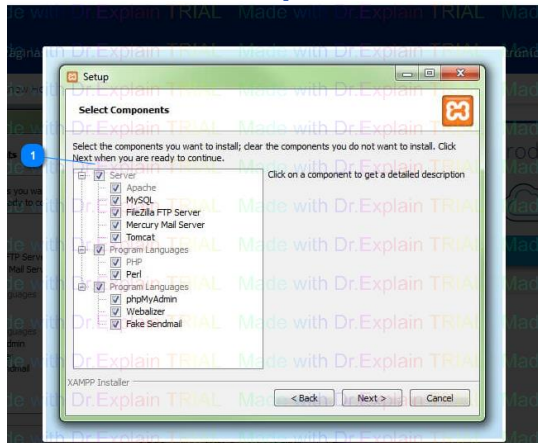 Made with Dr.Explain TRIAL
Setup
Select Components
Select the components you want to install; clear the components you do not want to install. Click
Next when you are ready to continue.
1
Server
Click on a component to get a detailed description
Apache
MySQL
FileZilla FTP Server
Mercury Mail Server
Tomcat
Program Languages
PHP
Perl
Program Languages
phpMyAdmin
Webalizer
Fake Sendmail
XAMPP Installer
< Back
Next >
Cancel